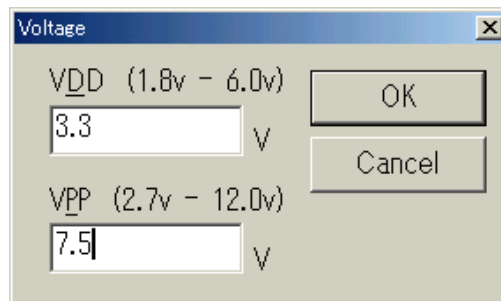 Voltage
VDD (1.8v - 6.0v)
3.3 V
OK
Cancel
VPP (2.7v - 12.0v)
7.5 V